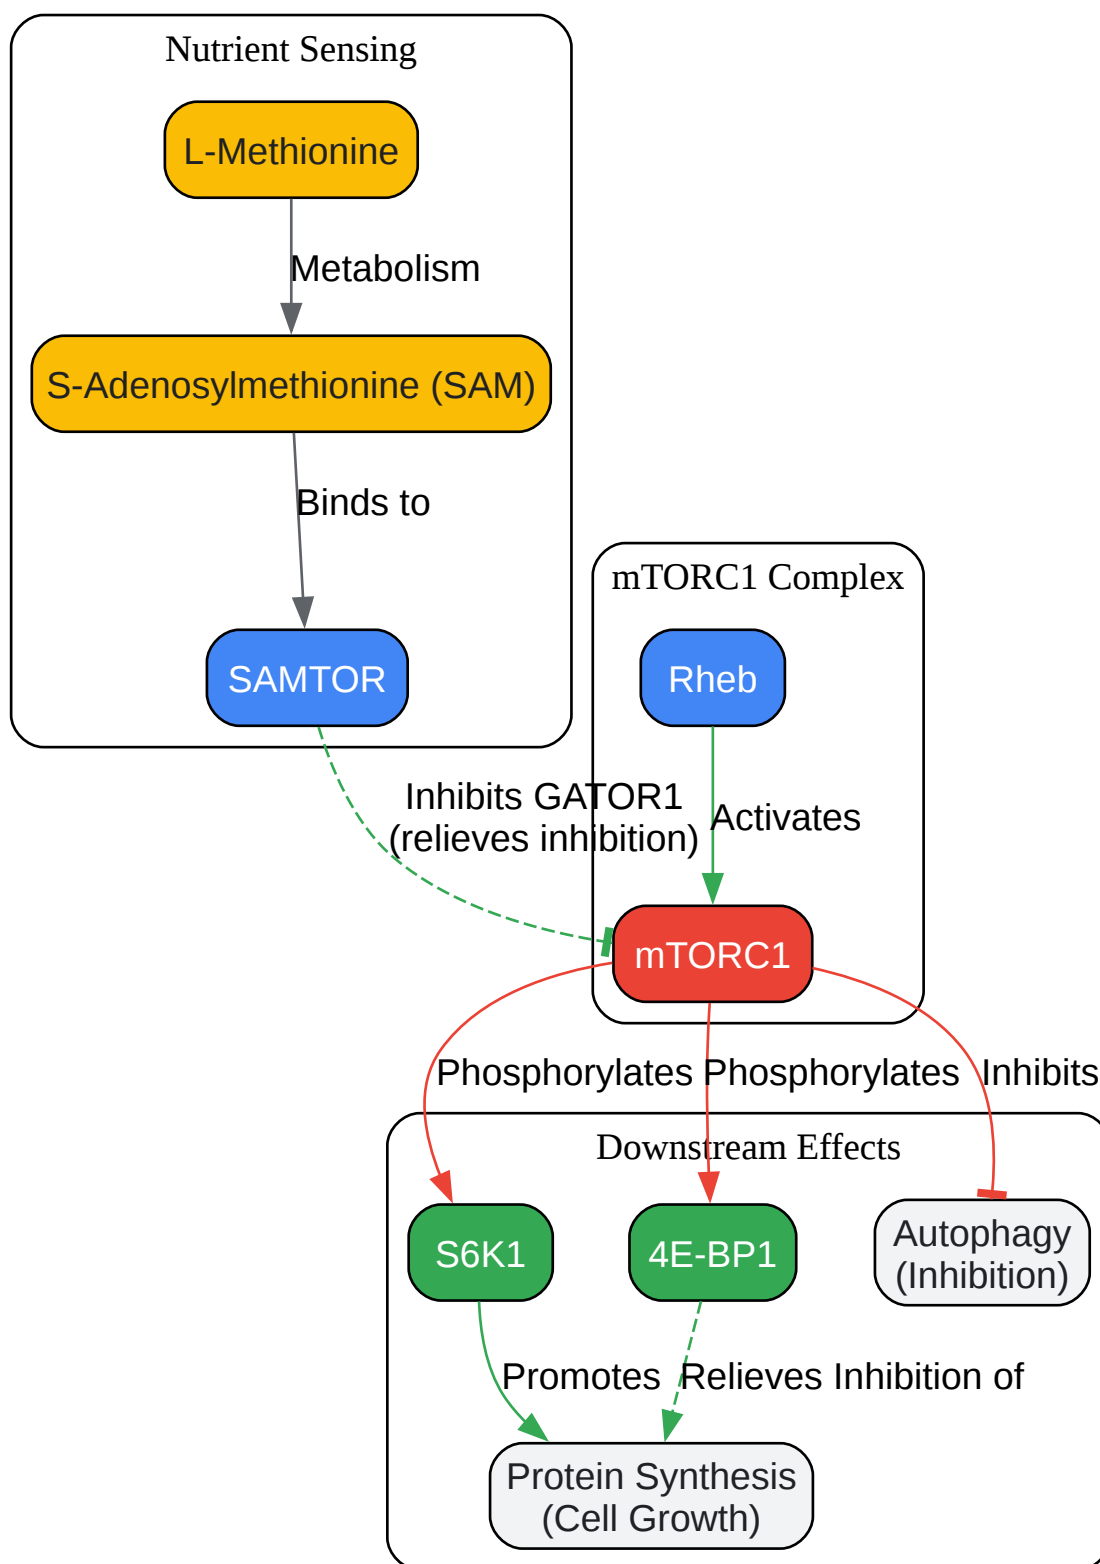 Nutrient Sensing
L-Methionine
Metabolism
S-Adenosylmethionine (SAM)
Binds to
SAMTOR
mTORC1 Complex
Rheb
Inhibits GATOR1
(relieves inhibition)
Activates
mTORC1
Phosphorylates
Phosphorylates
Inhibits
Downstream Effects
S6K1
4E-BP1
Autophagy
(Inhibition)
Promotes
Relieves Inhibition of
Protein Synthesis
(Cell Growth)